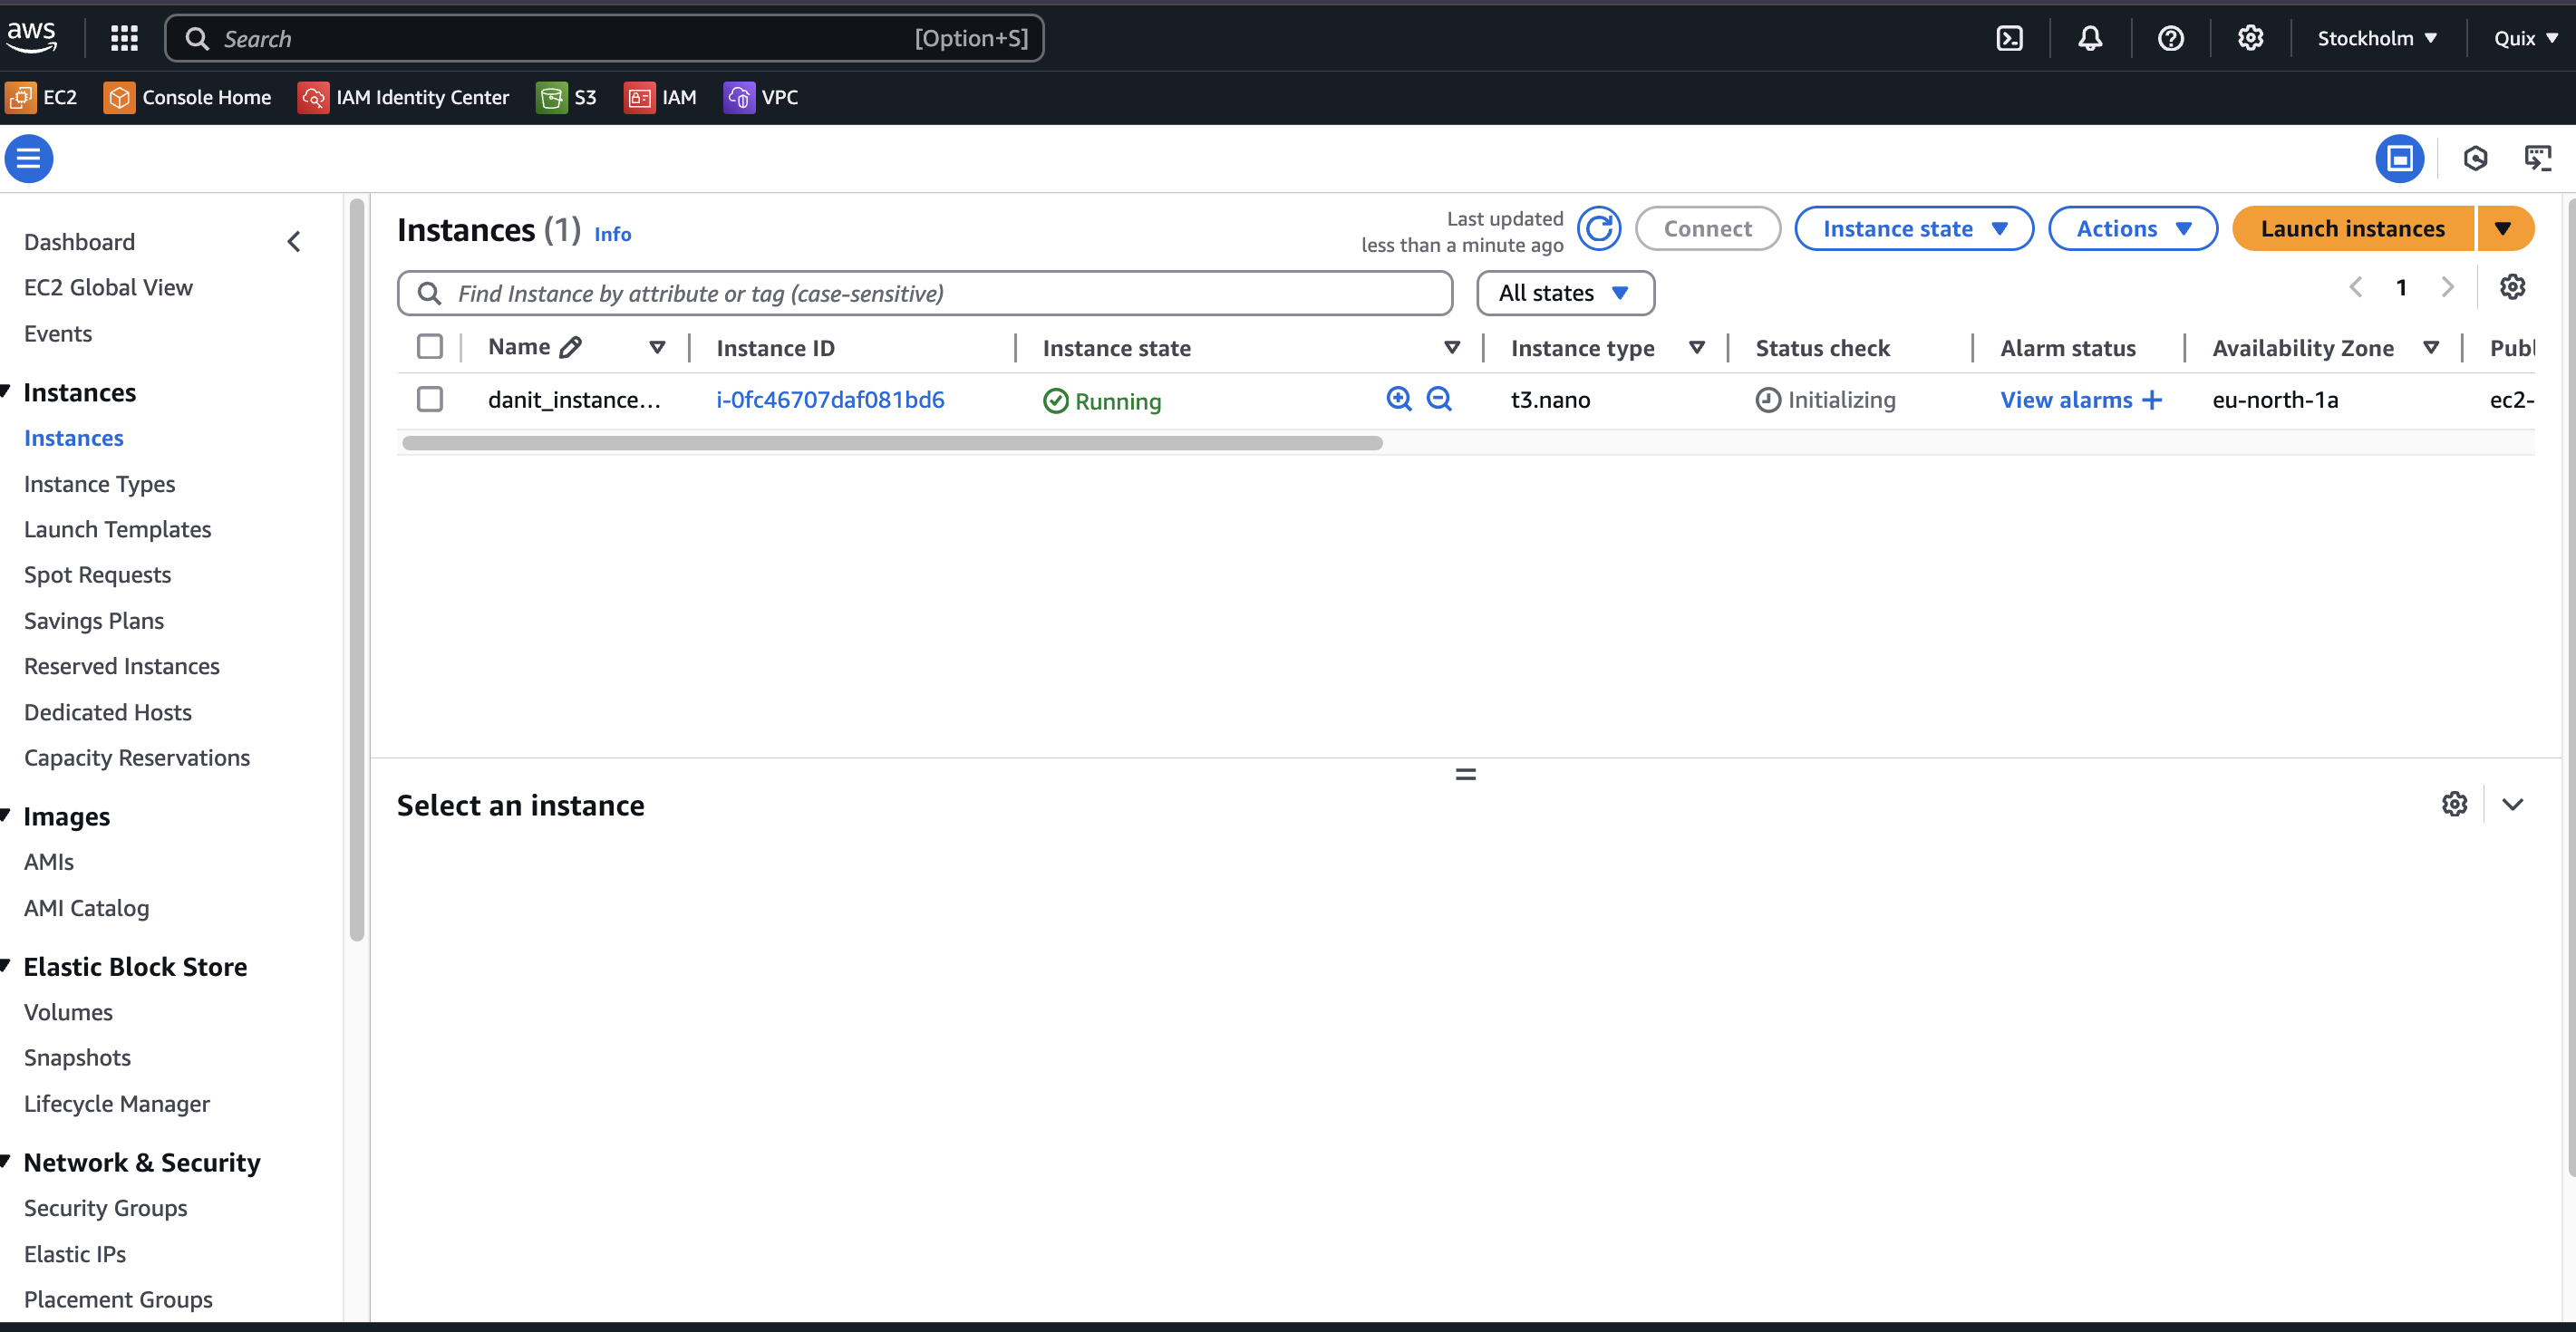 aws
Search [Option+S]
Stockholm
Quix
EC2
Console Home
IAM Identity Center
S3
IAM
VPC
Dashboard
EC2 Global View
Events
Instances
Instances
Instance Types
Launch Templates
Spot Requests
Savings Plans
Reserved Instances
Dedicated Hosts
Capacity Reservations
Images
AMIs
AMI Catalog
Elastic Block Store
Volumes
Snapshots
Lifecycle Manager
Network & Security
Security Groups
Elastic IPs
Placement Groups
Instances (1) Info
Last updated
less than a minute ago
Connect
Instance state
Actions
Launch instances
Find Instance by attribute or tag (case-sensitive)
All states
1
Name Instance ID Instance state Instance type Status check Alarm status Availability Zone Publ
danit_instance... i-0fc46707daf081bd6 Running t3.nano Initializing View alarms + eu-north-1a ec2-
Select an instance